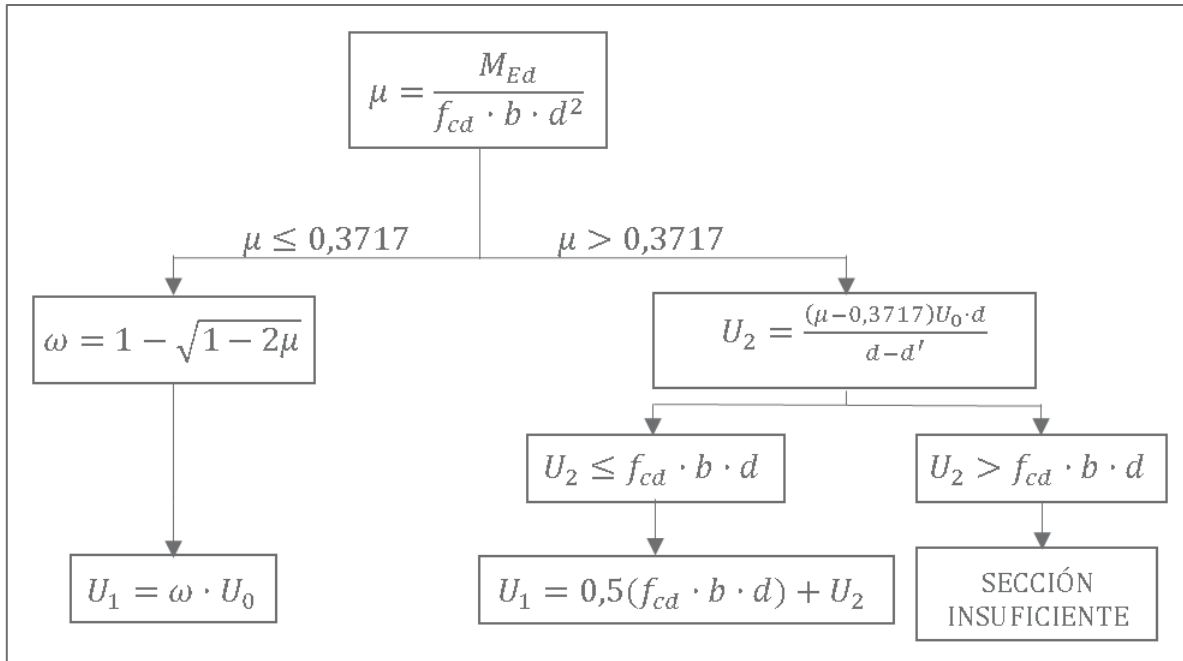 μ = M_Ed / (f_cd · b · d²)
μ ≤ 0,3717
μ > 0,3717
ω = 1 − √(1 − 2μ)
U₂ = (μ−0,3717)U₀·d / (d−d′)
U₂ ≤ f_cd · b · d
U₂ > f_cd · b · d
U₁ = ω · U₀
U₁ = 0,5(f_cd · b · d) + U₂
SECCIÓN
INSUFICIENTE